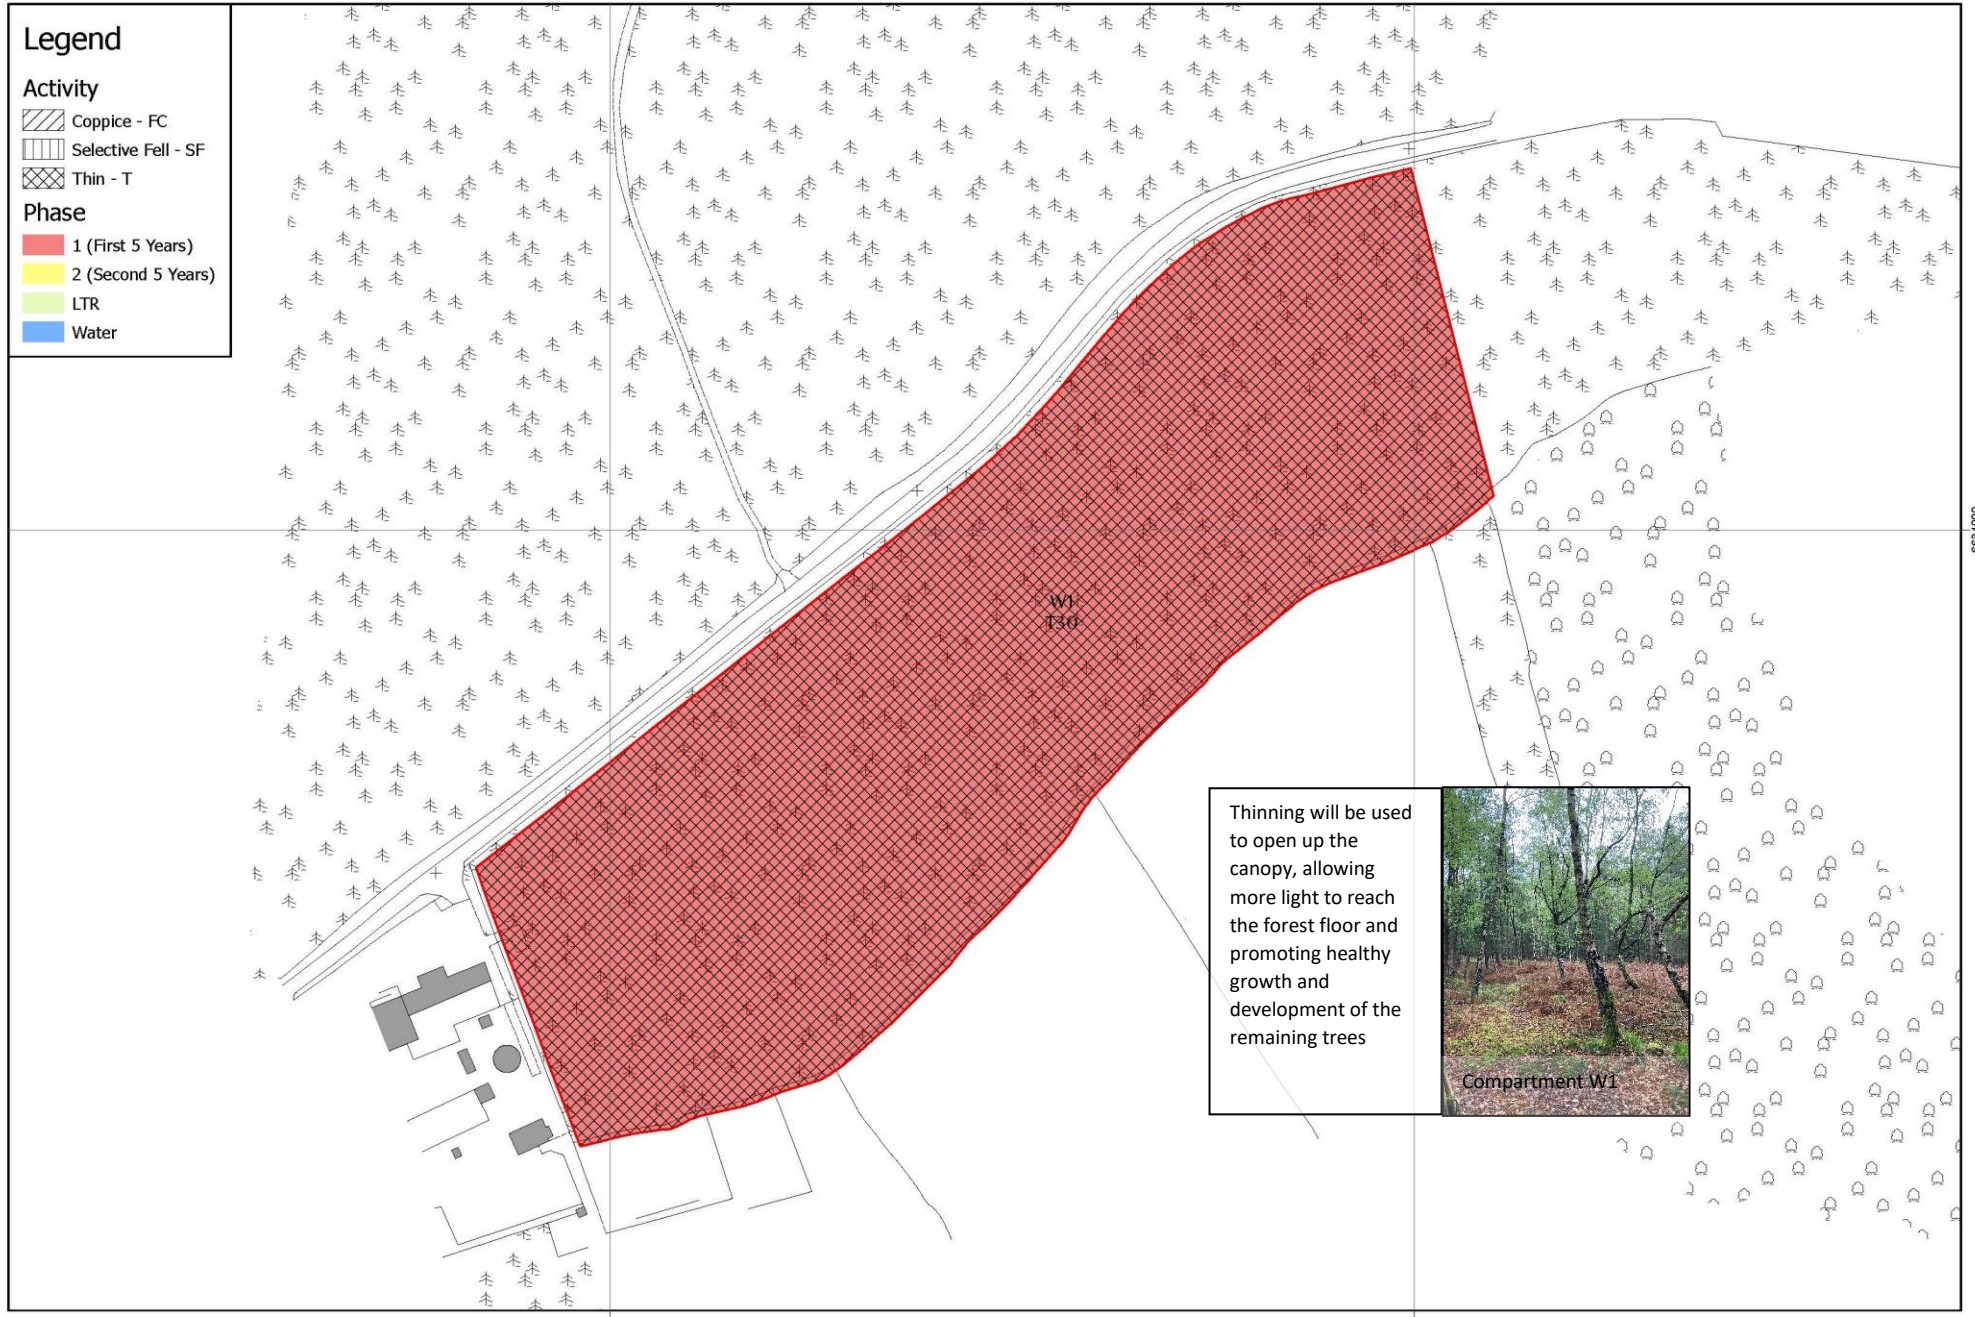 Legend
Activity
Coppice - FC
Selective Fell - SF
Thin - T
Phase
1 (First 5 Years)
2 (Second 5 Years)
LTR
Water
W1
T30
Thinning will be used
to open up the
canopy, allowing
more light to reach
the forest floor and
promoting healthy
growth and
development of the
remaining trees
Compartment W1